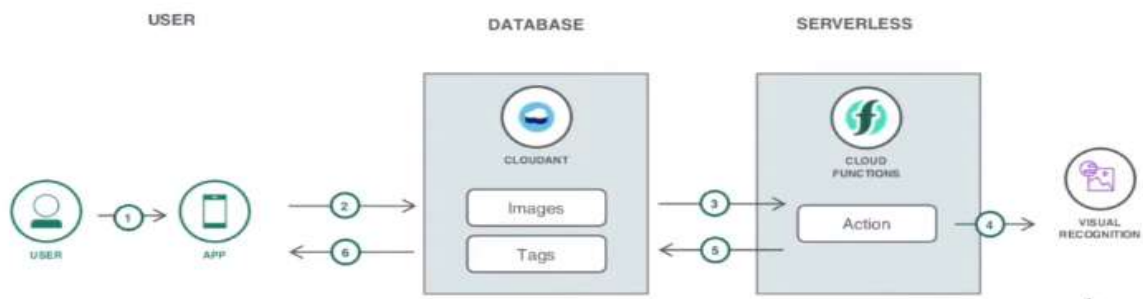 USER
DATABASE
SERVERLESS
CLOUDANT
CLOUD
FUNCTIONS
Images
Tags
Action
1
2
3
4
5
6
USER
APP
VISUAL
RECOGNITION